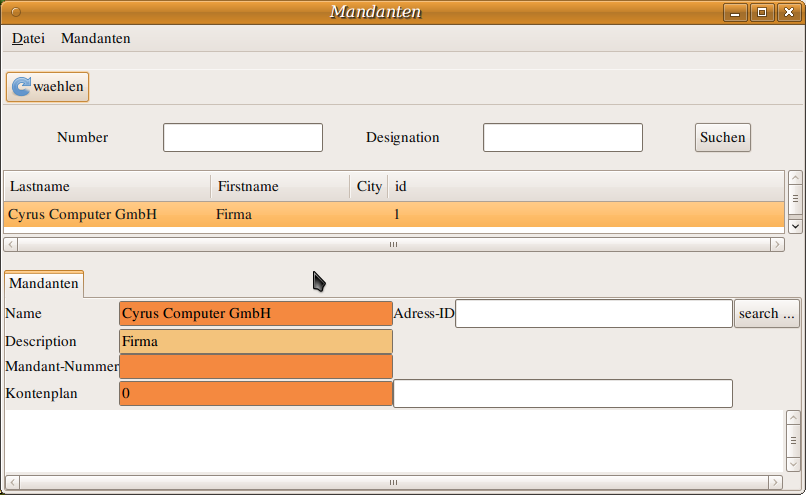 Mandanten
Datei Mandanten
waehlen
Number Designation Suchen
Lastname Firstname City id
Cyrus Computer GmbH Firma 1
Mandanten
Name Cyrus Computer GmbH Adress-ID search ...
Description Firma
Mandant-Nummer
Kontenplan 0